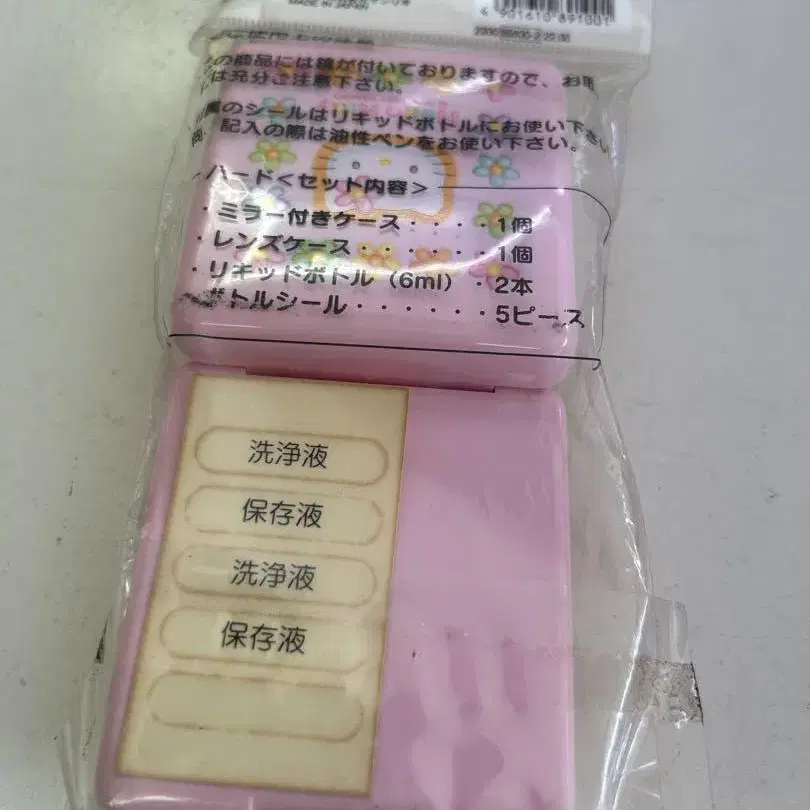 MADE IN JAPAN
4 901610 891001
の商品には鏡が付いておりますので、お取
には充分ご注意下さい。
のシールはリキッドボトルにお使い下さい
記入の際は油性ペンをお使い下さい。
ハード＜セット内容＞
・ミラー付きケース・・・・1個
・レンズケース・・・・・・1個
・リキッドボトル（6ml）・2本
ボトルシール・・・・・・5ピース
洗浄液
保存液
洗浄液
保存液